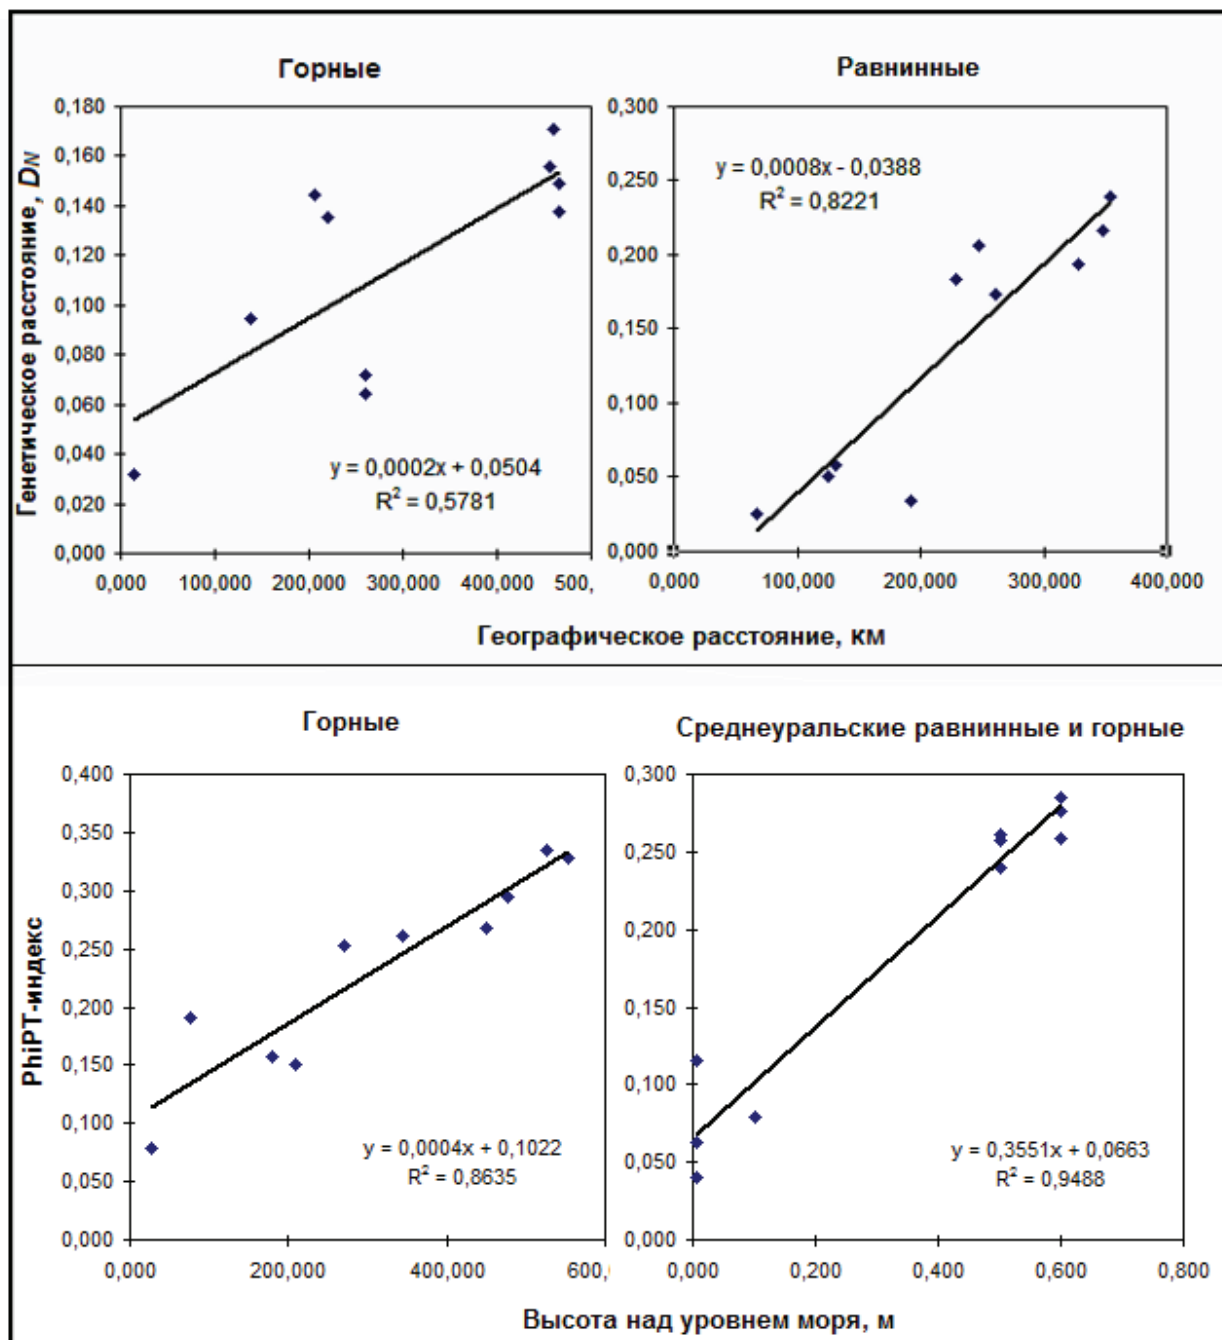 Горные
Генетическое расстояние, DN
0,180
0,160
0,140
0,120
0,100
0,080
0,060
0,040
0,020
0,000
y = 0,0002x + 0,0504
R² = 0,5781
0,000 100,000 200,000 300,000 400,000 500,
Равнинные
0,300
0,250
0,200
0,150
0,100
0,050
0,000
y = 0,0008x - 0,0388
R² = 0,8221
0,000 100,000 200,000 300,000 400,000
Географическое расстояние, км
Горные
PhiPT-индекс
0,400
0,350
0,300
0,250
0,200
0,150
0,100
0,050
0,000
y = 0,0004x + 0,1022
R² = 0,8635
0,000 200,000 400,000 600,
Среднеуральские равнинные и горные
0,300
0,250
0,200
0,150
0,100
0,050
0,000
y = 0,3551x + 0,0663
R² = 0,9488
0,000 0,200 0,400 0,600 0,800
Высота над уровнем моря, м